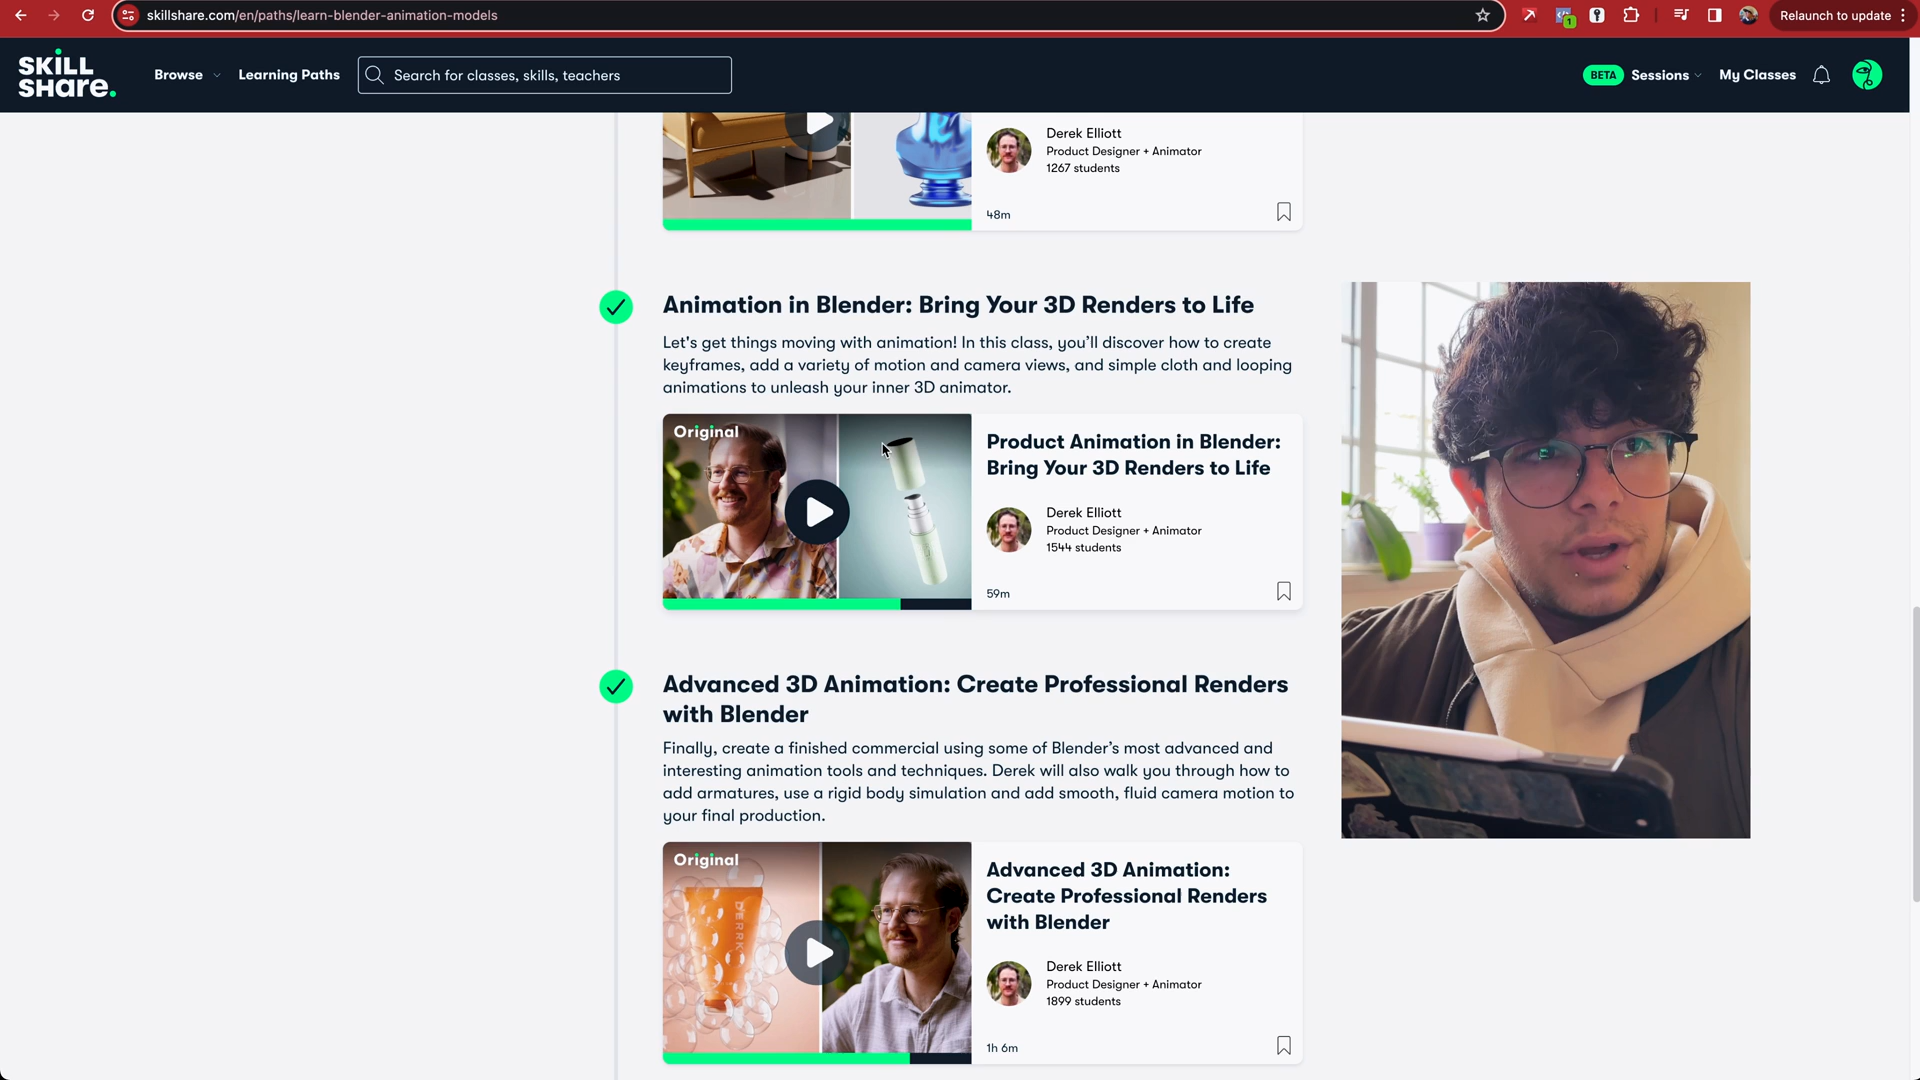 skillshare.com/en/paths/learn-blender-animation-models
1
Relaunch to update
SKILL
SHARE.
Browse
Learning Paths
Search for classes, skills, teachers
BETA
Sessions
My Classes
Derek Elliott
Product Designer + Animator
1267 students
48m
Animation in Blender: Bring Your 3D Renders to Life
Let's get things moving with animation! In this class, you’ll discover how to create
keyframes, add a variety of motion and camera views, and simple cloth and looping
animations to unleash your inner 3D animator.
Original
Product Animation in Blender:
Bring Your 3D Renders to Life
Derek Elliott
Product Designer + Animator
1544 students
59m
Advanced 3D Animation: Create Professional Renders
with Blender
Finally, create a finished commercial using some of Blender’s most advanced and
interesting animation tools and techniques. Derek will also walk you through how to
add armatures, use a rigid body simulation and add smooth, fluid camera motion to
your final production.
Original
DERRK
Advanced 3D Animation:
Create Professional Renders
with Blender
Derek Elliott
Product Designer + Animator
1899 students
1h 6m